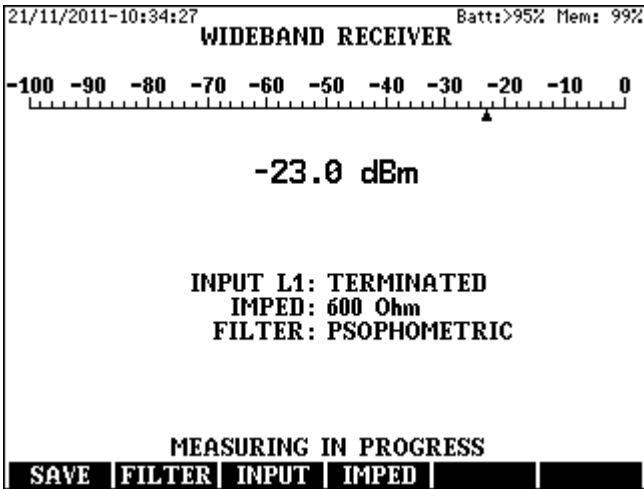 21/11/2011-10:34:27 Batt:>95% Mem: 99%
WIDEBAND RECEIVER
-100 -90 -80 -70 -60 -50 -40 -30 -20 -10 0
-23.0 dBm
INPUT L1: TERMINATED
IMPED: 600 Ohm
FILTER: PSOPHOMETRIC
MEASURING IN PROGRESS
SAVE FILTER INPUT IMPED